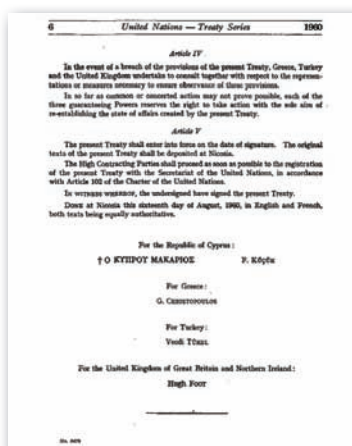 6 United Nations — Treaty Series 1960
Article IV
In the event of a breach of the provisions of the present Treaty, Greece, Turkey
and the United Kingdom undertake to consult together with respect to the represen-
tations or measures necessary to ensure observance of those provisions.
In so far as common or concerted action may not prove possible, each of the
three guaranteeing Powers reserves the right to take action with the sole aim of
re-establishing the state of affairs created by the present Treaty.
Article V
The present Treaty shall enter into force on the date of signature. The original
texts of the present Treaty shall be deposited at Nicosia.
The High Contracting Parties shall proceed as soon as possible to the registration
of the present Treaty with the Secretariat of the United Nations, in accordance
with Article 102 of the Charter of the United Nations.
IN WITNESS WHEREOF, the undersigned have signed the present Treaty.
DONE at Nicosia this sixteenth day of August, 1960, in English and French,
both texts being equally authoritative.
For the Republic of Cyprus:
† Ο ΚΥΠΡΟΥ ΜΑΚΑΡΙΟΣ F. Küçük
For Greece:
G. CHRISTOPOULOS
For Turkey:
Vecdi TÜREL
For the United Kingdom of Great Britain and Northern Ireland:
Hugh FOOT
No. 5475